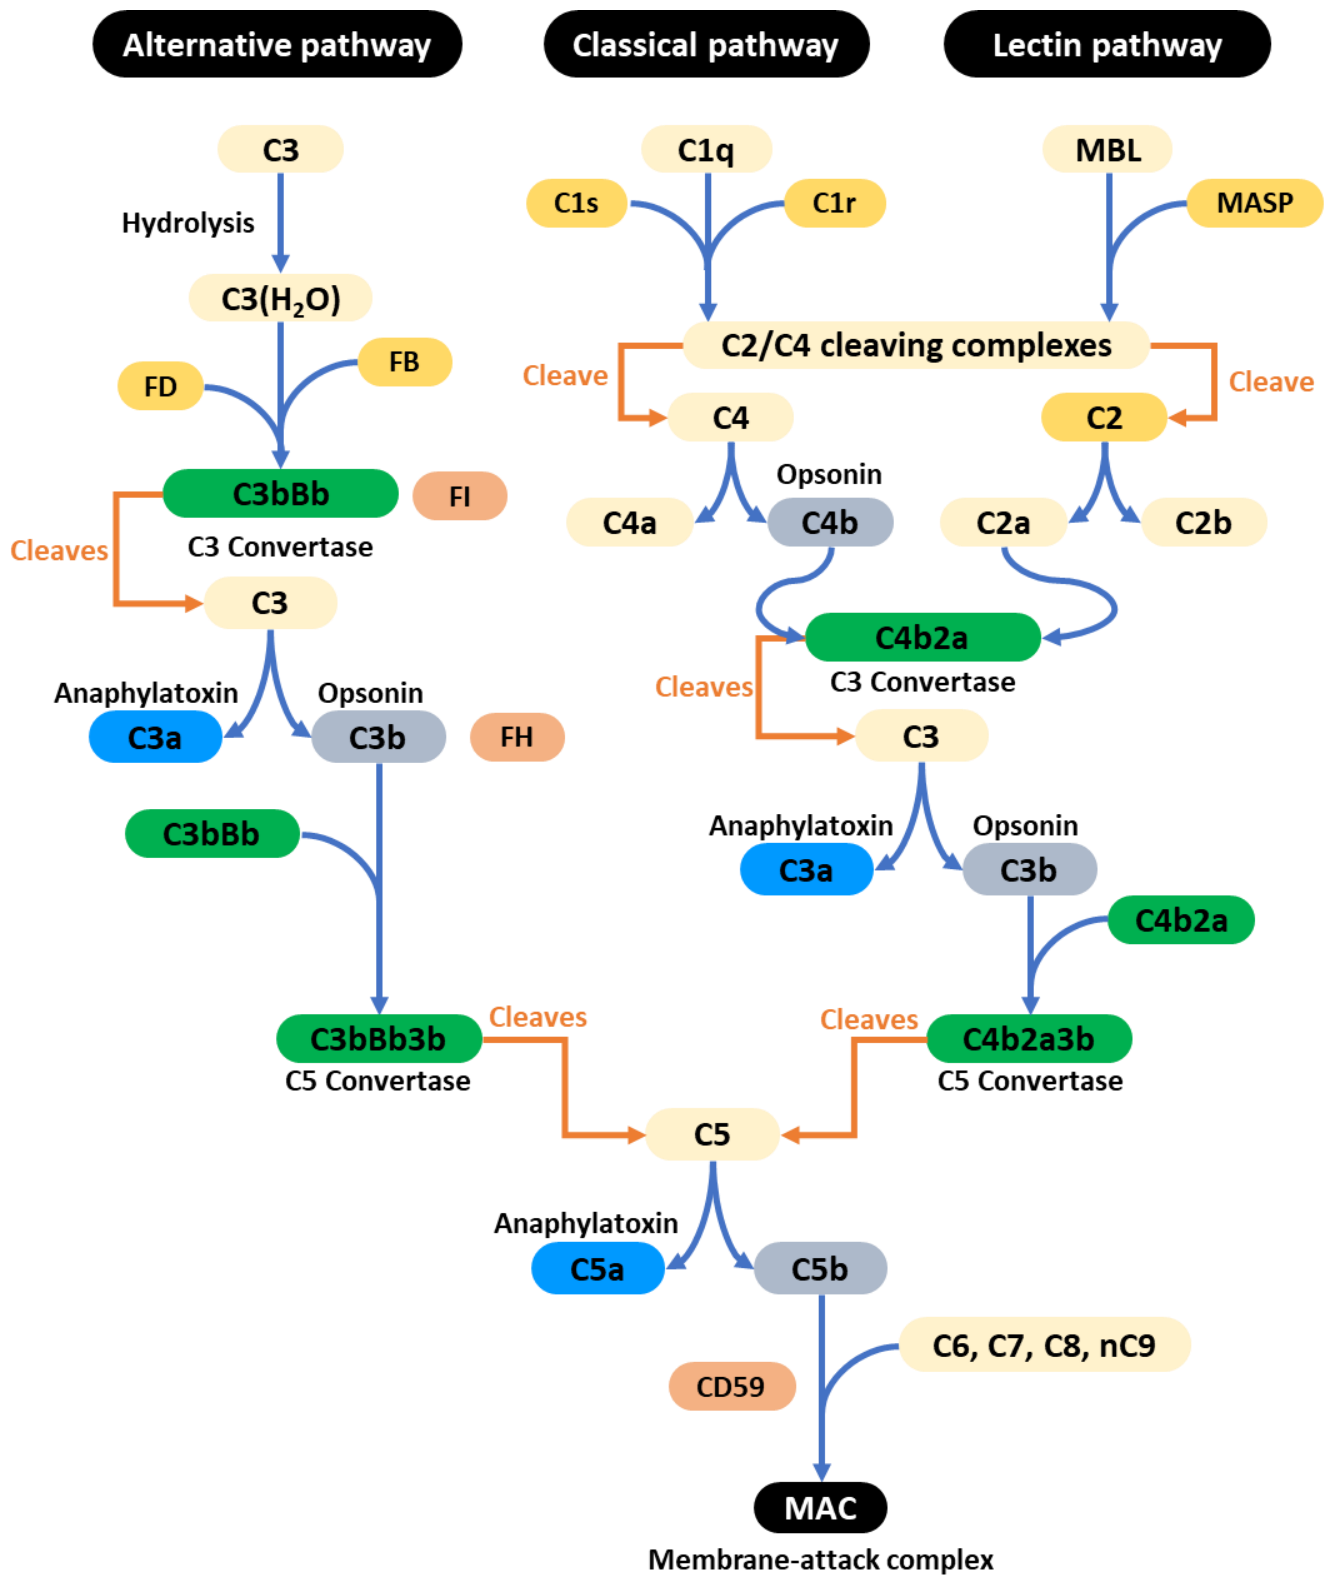 Alternative pathway
Classical pathway
Lectin pathway
C3
C1q
MBL
C1s
C1r
MASP
Hydrolysis
C3(H₂O)
C2/C4 cleaving complexes
FB
FD
Cleave
Cleave
C4
C2
C3bBb
FI
Opsonin
C4a
C4b
C2a
C2b
C3 Convertase
Cleaves
C3
C4b2a
C3 Convertase
Cleaves
Anaphylatoxin
Opsonin
C3a
C3b
FH
C3
C3bBb
Anaphylatoxin
Opsonin
C3a
C3b
C4b2a
Cleaves
Cleaves
C3bBb3b
C4b2a3b
C5 Convertase
C5 Convertase
C5
Anaphylatoxin
C5a
C5b
C6, C7, C8, nC9
CD59
MAC
Membrane-attack complex